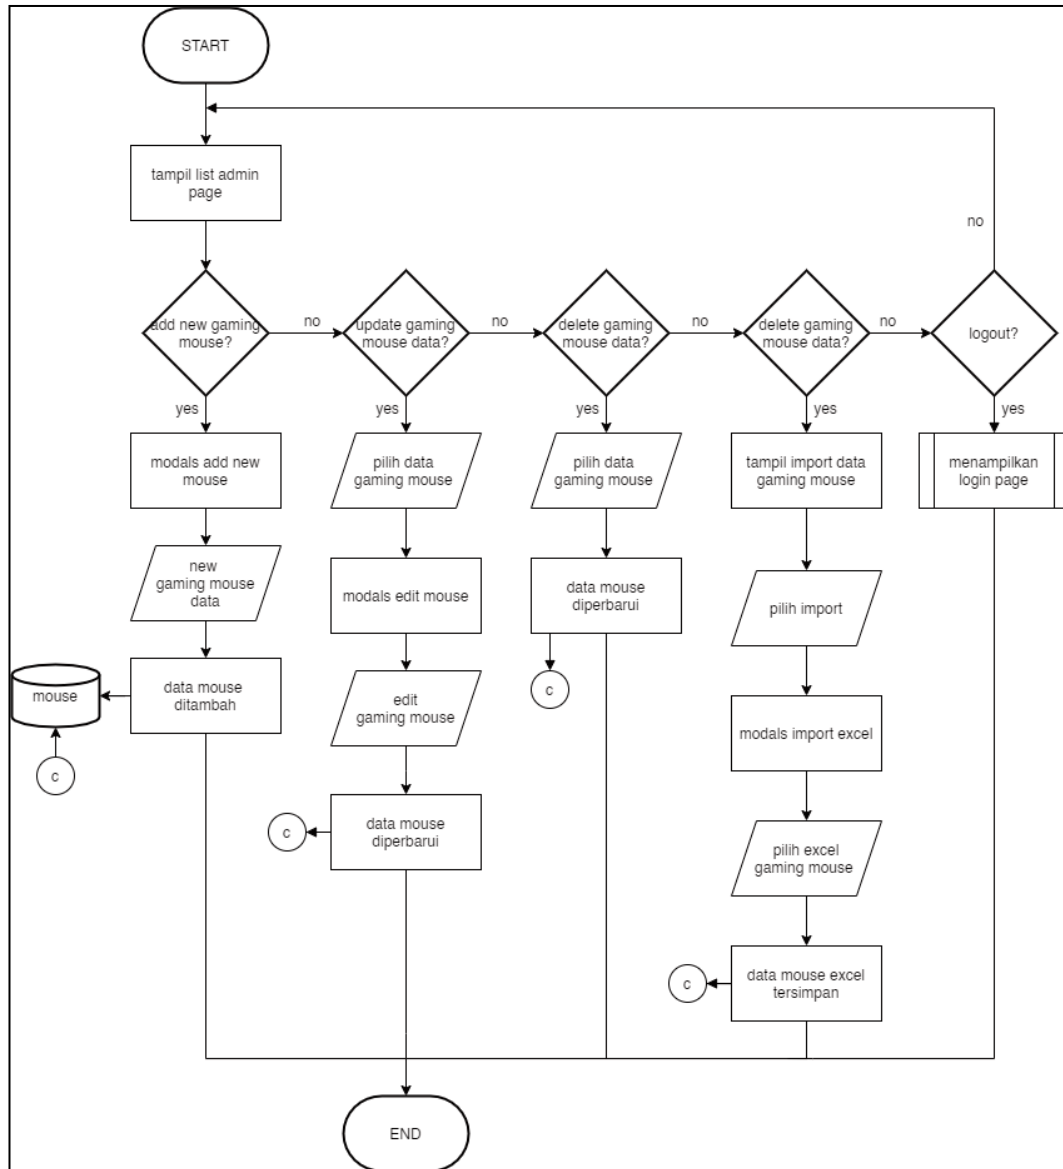 START
tampil list admin
page
no
add new gaming
mouse?
no
update gaming
mouse data?
no
delete gaming
mouse data?
no
delete gaming
mouse data?
no
logout?
yes
yes
yes
yes
yes
modals add new
mouse
pilih data
gaming mouse
pilih data
gaming mouse
tampil import data
gaming mouse
menampilkan
login page
new
gaming mouse
data
modals edit mouse
data mouse
diperbarui
pilih import
mouse
data mouse
ditambah
edit
gaming mouse
c
modals import excel
c
c
data mouse
diperbarui
pilih excel
gaming mouse
c
data mouse excel
tersimpan
END